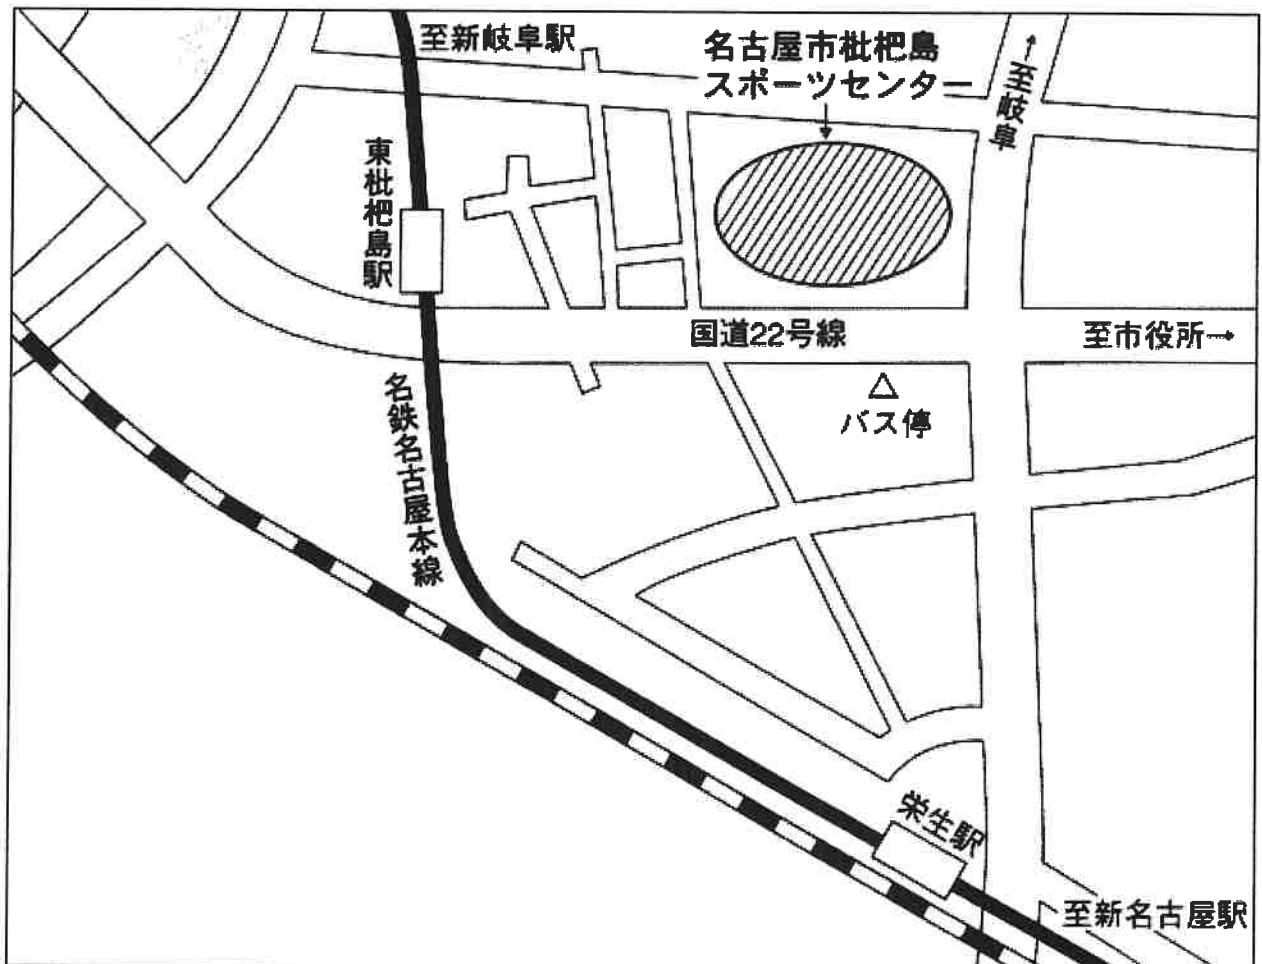 至新岐阜駅
名古屋市枇杷島
スポーツセンター
↑至岐阜
東枇杷島駅
国道22号線
至市役所→
△
バス停
名鉄名古屋本線
栄生駅
至新名古屋駅